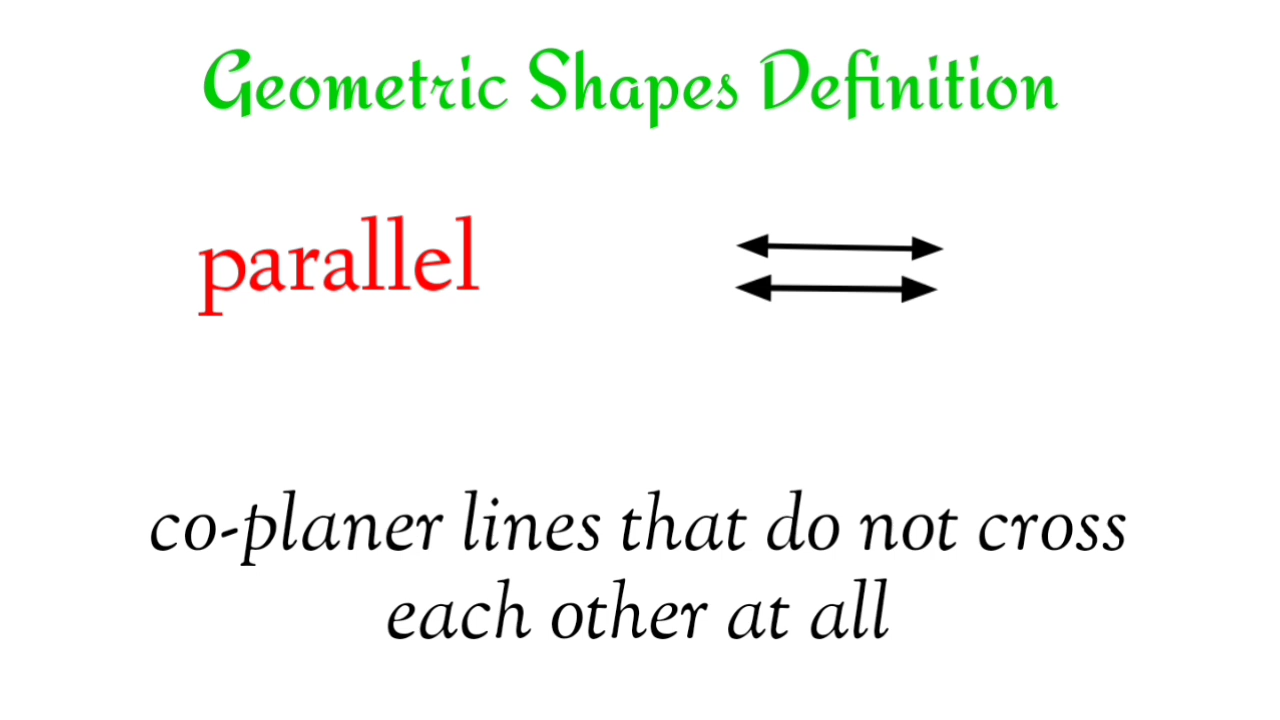 Geometric Shapes Definition
parallel
co-planer lines that do not cross
each other at all